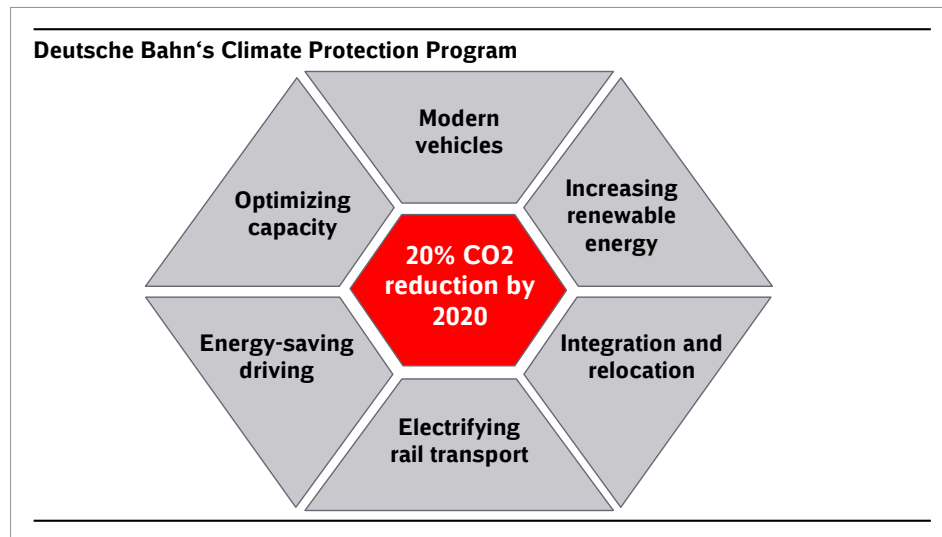 Deutsche Bahn‘s Climate Protection Program
Modern
vehicles
Increasing
renewable
energy
Optimizing
capacity
20% CO2
reduction by
2020
Energy-saving
driving
Integration and
relocation
Electrifying
rail transport